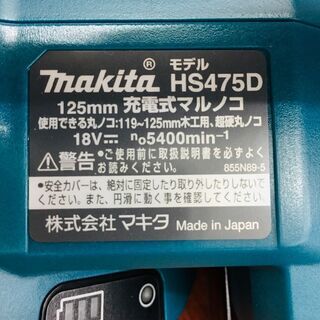 makita® モデル HS475D
125mm 充電式マルノコ
使用できる丸ノコ:119~125mm木工用、超硬丸ノコ
18V⎓ n₀5400min⁻¹
⚠警告 •ご使用前に取扱説明書を必ずよく
お読みください。
855N89-5
•安全カバーは、絶対に固定したり取り外したりしないで
ください。また、円滑に動く事を確認してください。
株式会社マキタ Made in Japan